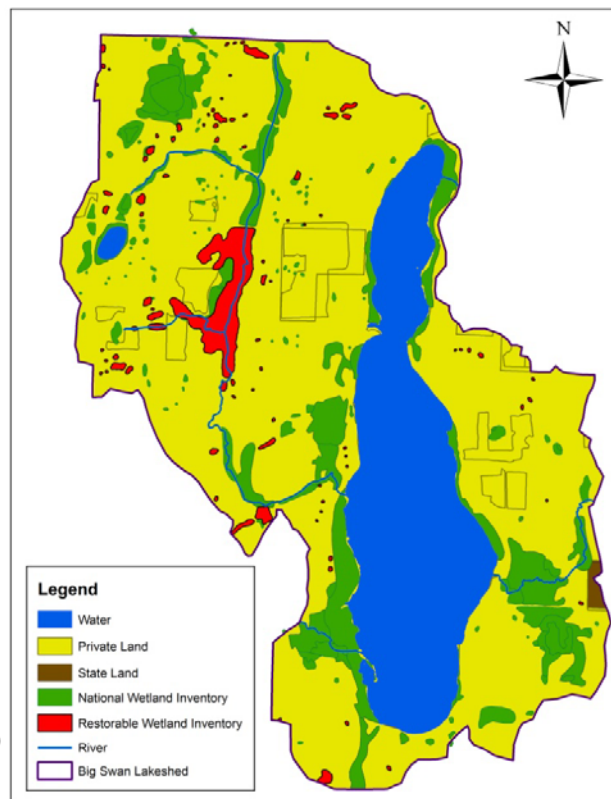 N
Legend
Water
Private Land
State Land
National Wetland Inventory
Restorable Wetland Inventory
River
Big Swan Lakeshed